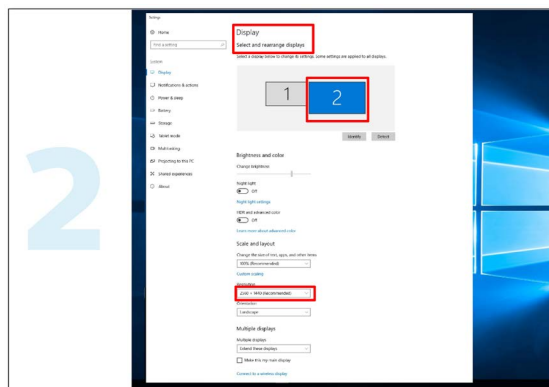 2
Settings
Home
Find a setting
System
Display
Notifications & actions
Power & sleep
Battery
Storage
Tablet mode
Multitasking
Projecting to this PC
Shared experiences
About
Display
Select and rearrange displays
Select a display below to change its settings. Some settings are applied to all displays.
1
2
Identify
Detect
Brightness and color
Change brightness
Night light
Off
Night light settings
HDR and advanced color
Off
Learn more about advanced color
Scale and layout
Change the size of text, apps, and other items
100% (Recommended)
Custom scaling
Resolution
× 1440 (Recommended)
Orientation
Landscape
Multiple displays
Multiple displays
Extend these displays
Make this my main display
Connect to a wireless display